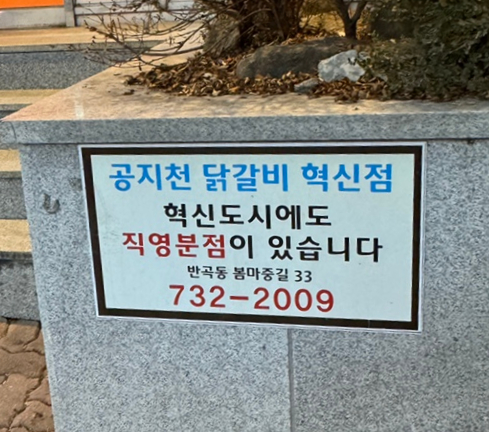 공지천 닭갈비 혁신점
혁신도시에도
직영분점이 있습니다
반곡동 봄마중길 33
732-2009